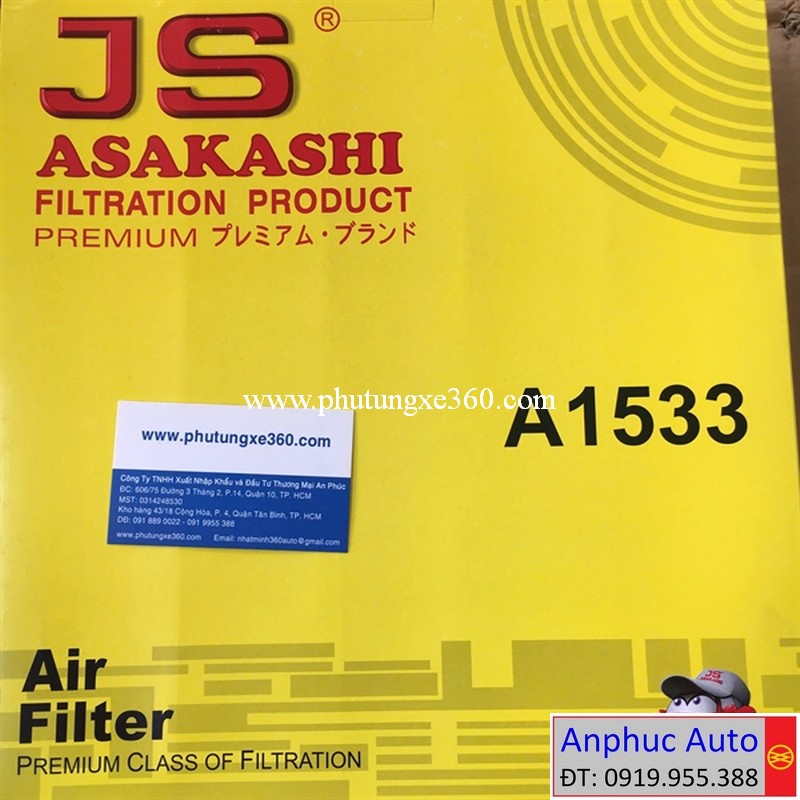 JS ®
ASAKASHI
FILTRATION PRODUCT
PREMIUM プレミアム・ブランド
www.phutungxe360.com
A1533
www.phutungxe360.com
Công Ty TNHH Xuất Nhập Khẩu và Đầu Tư Thương Mại An Phúc
ĐC: 606/75 Đường 3 Tháng 2, P.14, Quận 10, TP. HCM
MST: 0314248530
Kho hàng 43/18 Cộng Hòa, P. 4, Quận Tân Bình, TP. HCM
DĐ: 091 889 0022 - 091 9955 388
www.phutungxe360.com Email: nhatminh360auto@gmail.com
Air
Filter
PREMIUM CLASS OF FILTRATION
JS
ASAKASHI
Anphuc Auto
ĐT: 0919.955.388